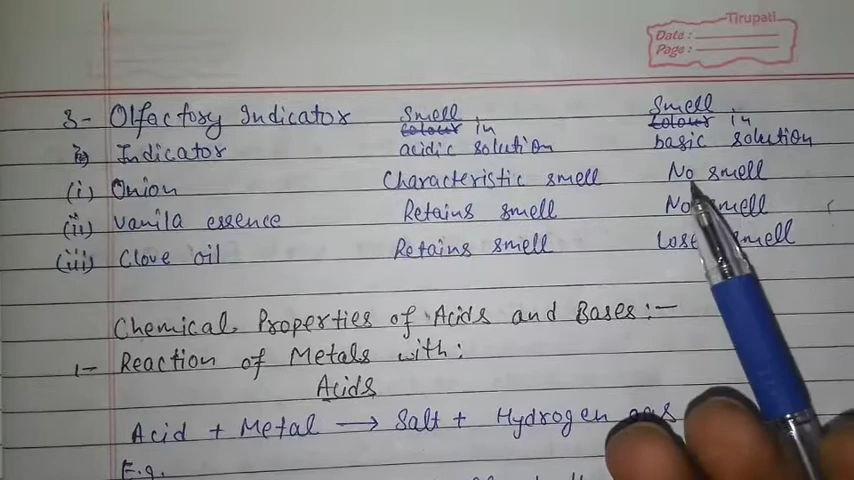 Tirupati
Date :
Page :
3- Olfactory Indicator Smell Smell
colour in colour in
Indicator acidic solution basic solution
(i) Onion Characteristic smell No smell
(ii) Vanila essence Retains smell No smell
(iii) Clove oil Retains smell Lost smell
Chemical Properties of Acids and Bases :-
1- Reaction of Metals with :
Acids
Acid + Metal → Salt + Hydrogen gas
E.g.